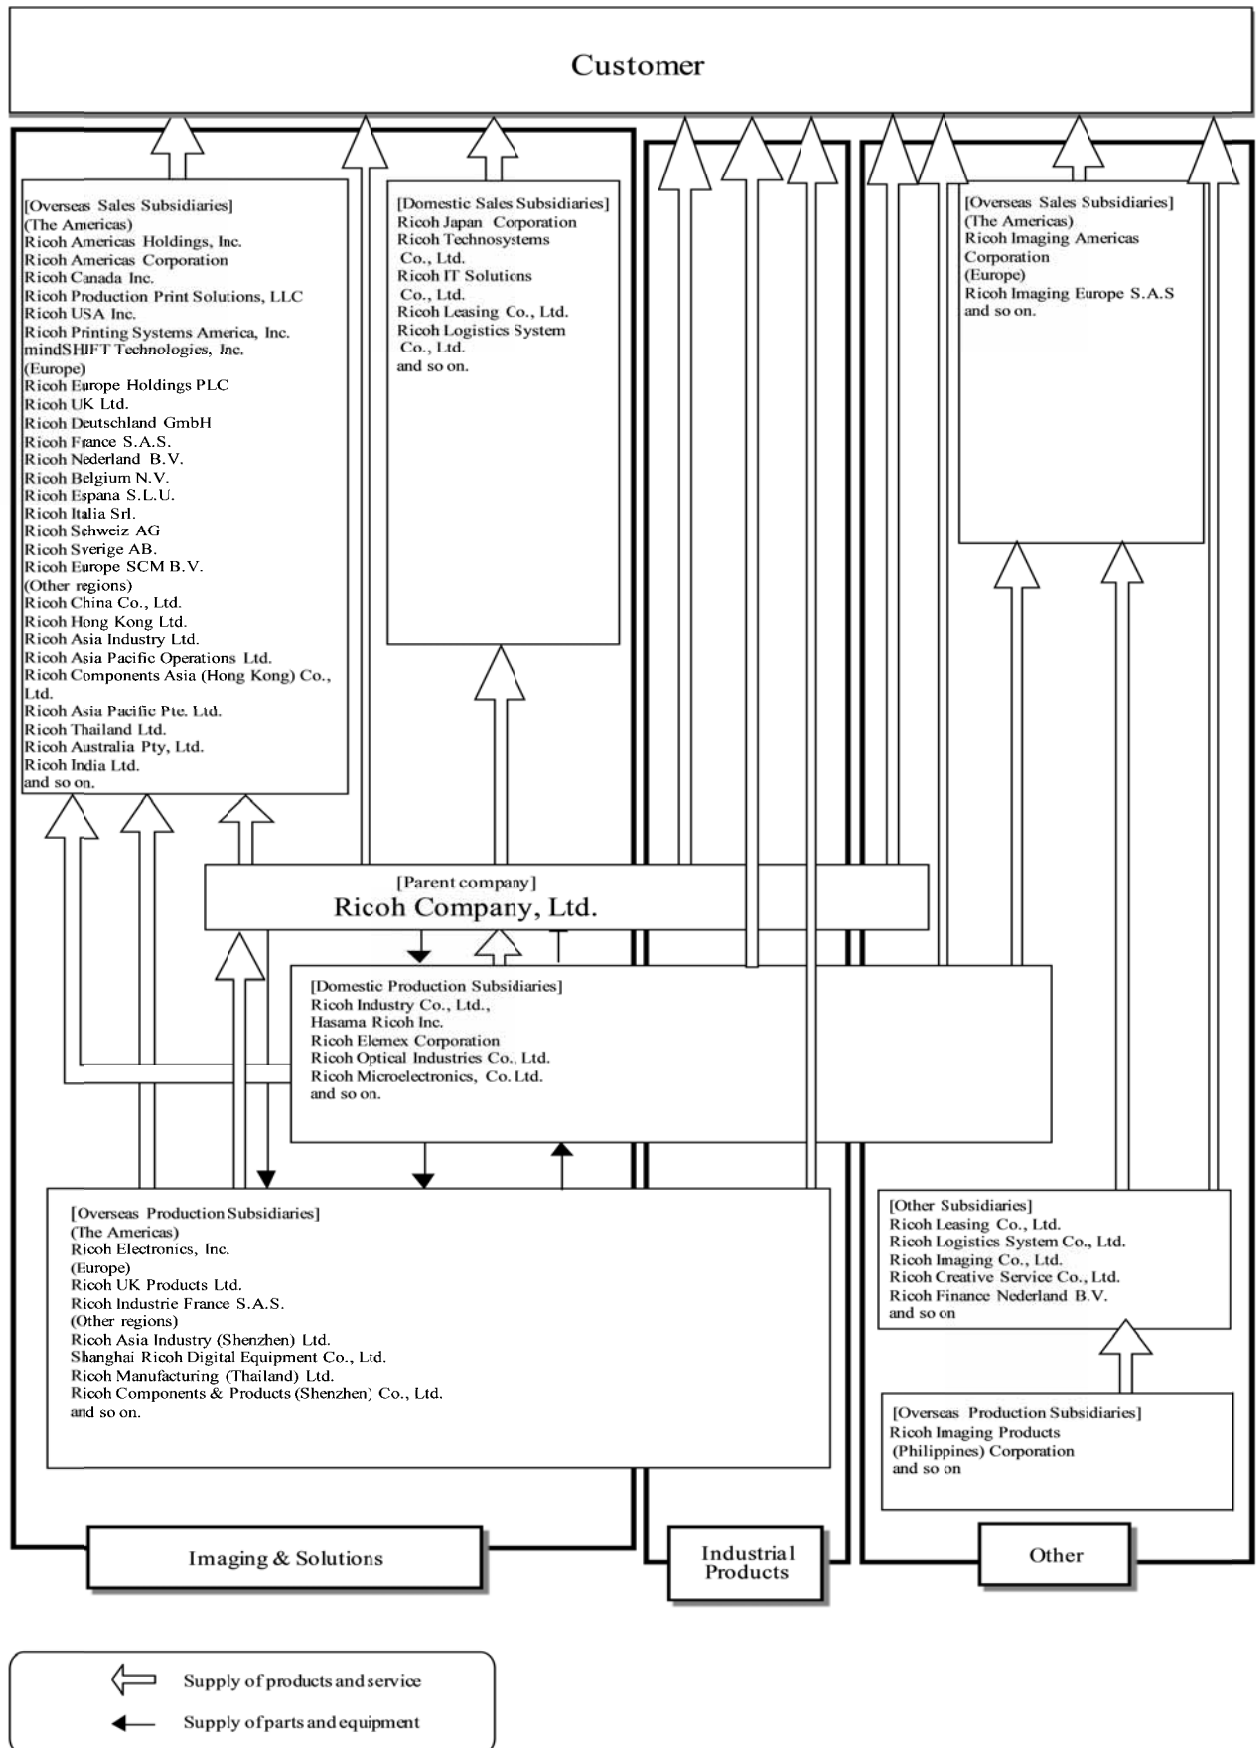 Customer
[Overseas Sales Subsidiaries]
(The Americas)
Ricoh Americas Holdings, Inc.
Ricoh Americas Corporation
Ricoh Canada Inc.
Ricoh Production Print Solutions, LLC
Ricoh USA Inc.
Ricoh Printing Systems America, Inc.
mindSHIFT Technologies, Inc.
(Europe)
Ricoh Europe Holdings PLC
Ricoh UK Ltd.
Ricoh Deutschland GmbH
Ricoh France S.A.S.
Ricoh Nederland B.V.
Ricoh Belgium N.V.
Ricoh Espana S.L.U.
Ricoh Italia Srl.
Ricoh Schweiz AG
Ricoh Sverige AB.
Ricoh Europe SCM B.V.
(Other regions)
Ricoh China Co., Ltd.
Ricoh Hong Kong Ltd.
Ricoh Asia Industry Ltd.
Ricoh Asia Pacific Operations Ltd.
Ricoh Components Asia (Hong Kong) Co.,
Ltd.
Ricoh Asia Pacific Pte. Ltd.
Ricoh Thailand Ltd.
Ricoh Australia Pty, Ltd.
Ricoh India Ltd.
and so on.
[Domestic Sales Subsidiaries]
Ricoh Japan Corporation
Ricoh Technosystems
Co., Ltd.
Ricoh IT Solutions
Co., Ltd.
Ricoh Leasing Co., Ltd.
Ricoh Logistics System
Co., Ltd.
and so on.
[Overseas Sales Subsidiaries]
(The Americas)
Ricoh Imaging Americas
Corporation
(Europe)
Ricoh Imaging Europe S.A.S
and so on.
[Parent company]
Ricoh Company, Ltd.
[Domestic Production Subsidiaries]
Ricoh Industry Co., Ltd.,
Hasama Ricoh Inc.
Ricoh Elemex Corporation
Ricoh Optical Industries Co., Ltd.
Ricoh Microelectronics, Co. Ltd.
and so on.
[Overseas Production Subsidiaries]
(The Americas)
Ricoh Electronics, Inc.
(Europe)
Ricoh UK Products Ltd.
Ricoh Industrie France S.A.S.
(Other regions)
Ricoh Asia Industry (Shenzhen) Ltd.
Shanghai Ricoh Digital Equipment Co., Ltd.
Ricoh Manufacturing (Thailand) Ltd.
Ricoh Components & Products (Shenzhen) Co., Ltd.
and so on.
[Other Subsidiaries]
Ricoh Leasing Co., Ltd.
Ricoh Logistics System Co., Ltd.
Ricoh Imaging Co., Ltd.
Ricoh Creative Service Co., Ltd.
Ricoh Finance Nederland B.V.
and so on
[Overseas Production Subsidiaries]
Ricoh Imaging Products
(Philippines) Corporation
and so on
Imaging & Solutions
Industrial
Products
Other
Supply of products and service
Supply of parts and equipment